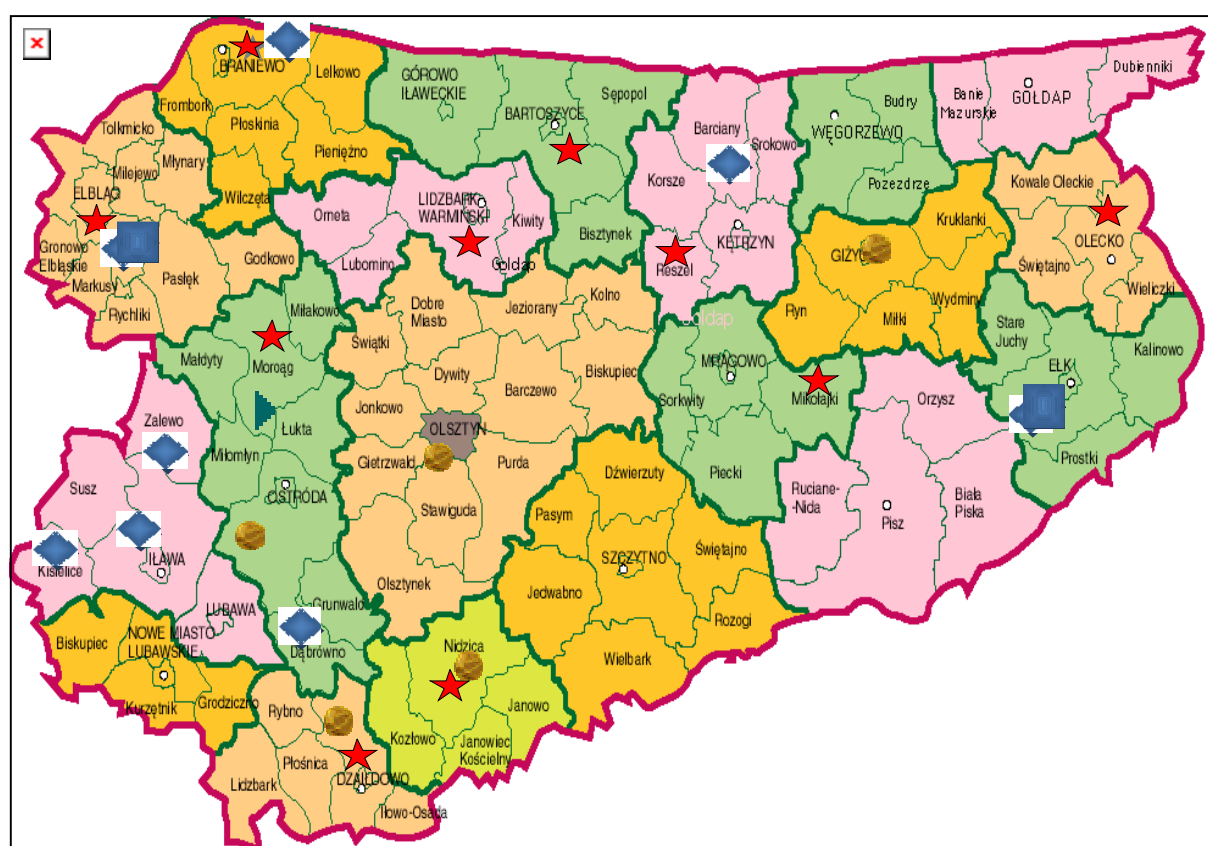 BRANIEWO
Lelkowo
Frombork
Płoskinia
Pieniężno
Wilczęta
GÓROWO
IŁAWECKIE
BARTOSZYCE
Sępopol
Bisztynek
Barciany
Srokowo
Korsze
KĘTRZYN
Reszel
WĘGORZEWO
Budry
Pozezdrze
Banie
Mazurskie
GOŁDAP
Dubienniki
Tolkmicko
Młynary
Milejewo
ELBLĄG
Gronowo
Elbląskie
Markusy
Pasłęk
Rychliki
Godkowo
Orneta
LIDZBARK-
WARMIŃSKI
Kiwity
Lubomino
Gołdap
Kowale Oleckie
OLECKO
Świętajno
Wieliczki
Kruklanki
GIŻYC
Wydminy
Ryn
Miłki
Miłakowo
Małdyty
Morąg
Łukta
Miłomłyn
OSTRÓDA
Grunwald
Dąbrówno
Dobre
Miasto
Jeziorany
Kolno
Świątki
Dywity
Barczewo
Biskupiec
Jonkowo
OLSZTYN
Gietrzwałd
Purda
Stawiguda
Olsztynek
Gołdap
MRĄGOWO
Mikołajki
Sorkwity
Piecki
Stare
Juchy
Kalinowo
EŁK
Prostki
Orzysz
Ruciane-
-Nida
Pisz
Biała
Piska
Zalewo
Susz
Kisielice
IŁAWA
LUBAWA
Dźwierzuty
Pasym
SZCZYTNO
Świętajno
Jedwabno
Rozogi
Wielbark
Biskupiec
NOWE MIASTO-
LUBAWSKIE
Kurzętnik
Grodziczno
Nidzica
Janowo
Kozłowo
Janowiec
Kościelny
Rybno
Płośnica
Lidzbark
DZAIŁDOWO
Iłowo-Osada